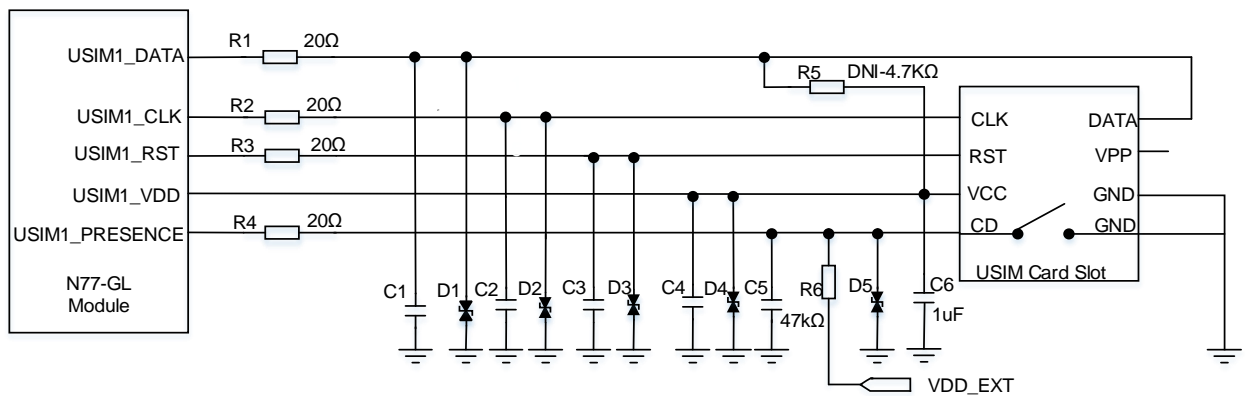 USIM1_DATA
R1
20Ω
R5
DNI-4.7KΩ
USIM1_CLK
R2
20Ω
CLK
DATA
USIM1_RST
R3
20Ω
RST
VPP
USIM1_VDD
VCC
GND
USIM1_PRESENCE
R4
20Ω
CD
GND
N77-GL
Module
USIM Card Slot
C1
D1
C2
D2
C3
D3
C4
D4
C5
R6
D5
C6
47kΩ
1uF
VDD_EXT